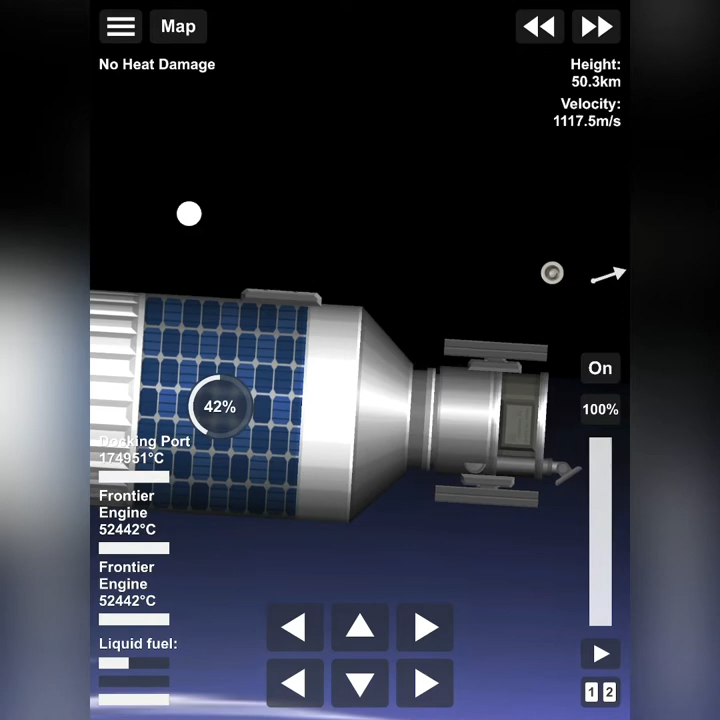 Map
No Heat Damage
Height:
50.3km
Velocity:
1117.5m/s
On
100%
42%
Docking Port
174951°C
Frontier
Engine
52442°C
Frontier
Engine
52442°C
Liquid fuel:
1 2